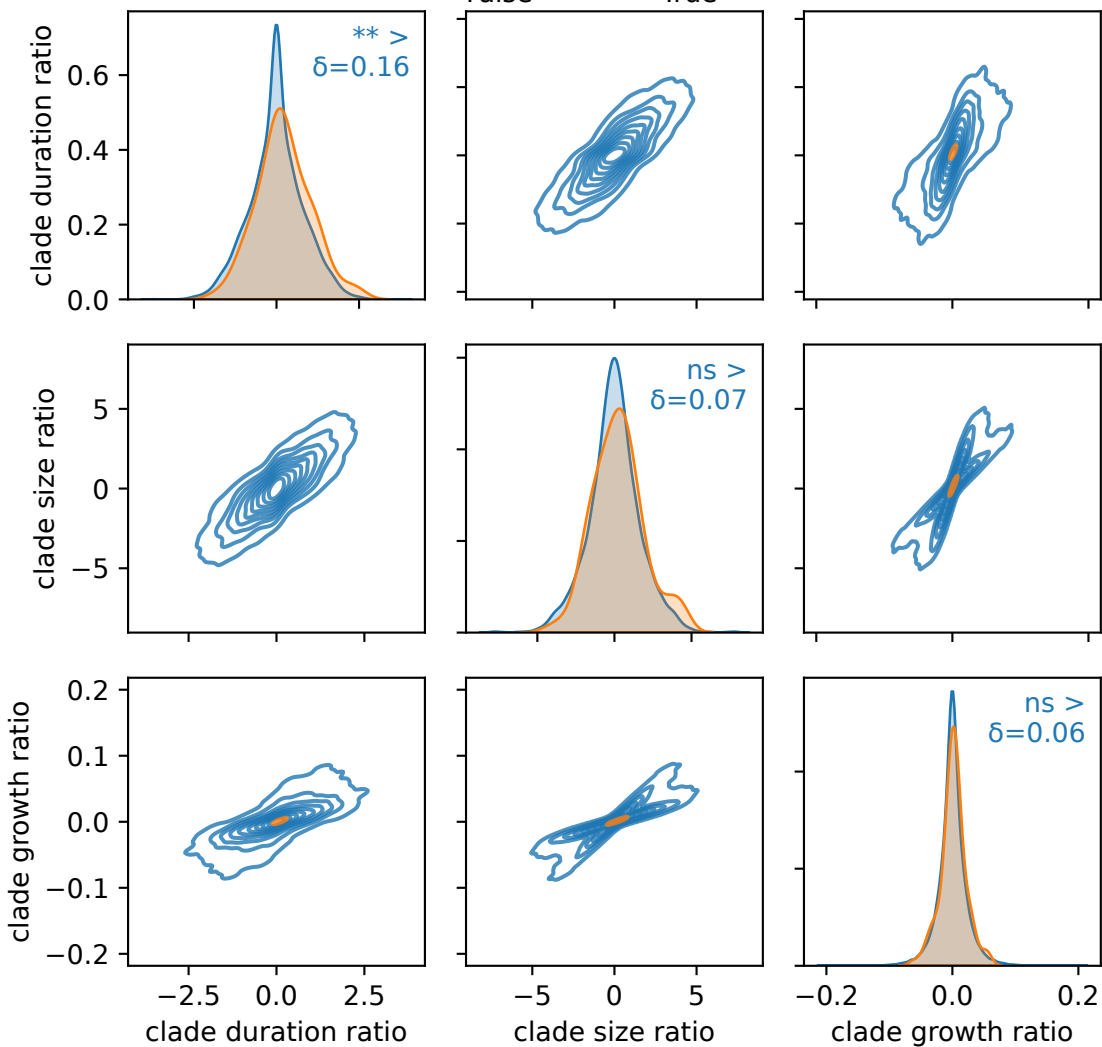 clade duration ratio
0.6
0.4
0.2
0.0
** >
δ=0.16
clade size ratio
5
0
−5
ns >
δ=0.07
clade growth ratio
0.2
0.1
0.0
−0.1
−0.2
ns >
δ=0.06
−2.5 0.0 2.5
−5 0 5
−0.2 0.0 0.2
clade duration ratio
clade size ratio
clade growth ratio